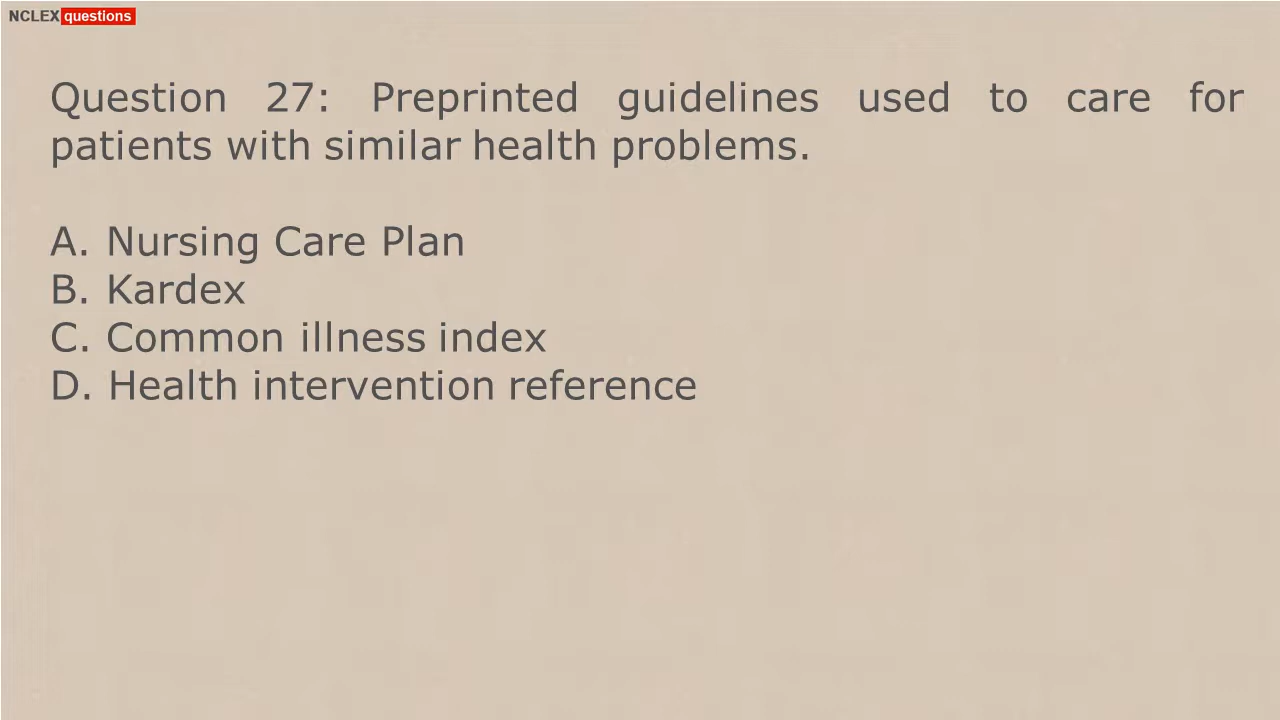 NCLEX questions
Question 27: Preprinted guidelines used to care for
patients with similar health problems.
A. Nursing Care Plan
B. Kardex
C. Common illness index
D. Health intervention reference